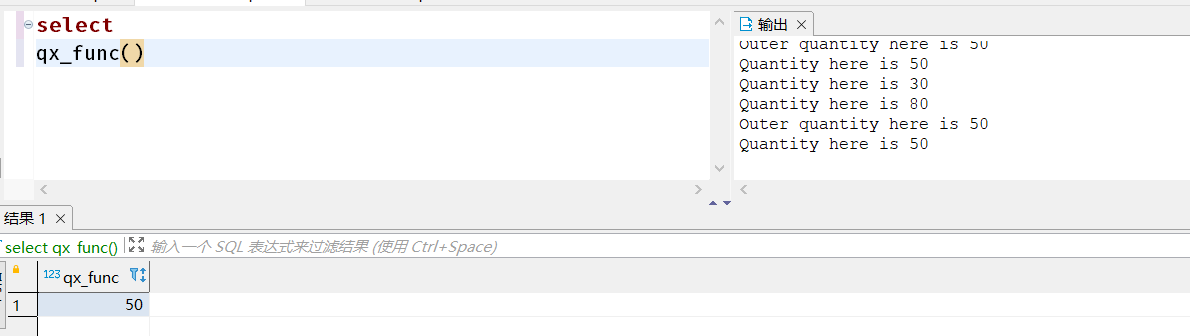 select
qx_func()
输出
Outer quantity here is 50
Quantity here is 50
Quantity here is 30
Quantity here is 80
Outer quantity here is 50
Quantity here is 50
结果 1
select qx_func()
输入一个 SQL 表达式来过滤结果 (使用 Ctrl+Space)
123 qx_func
1
50